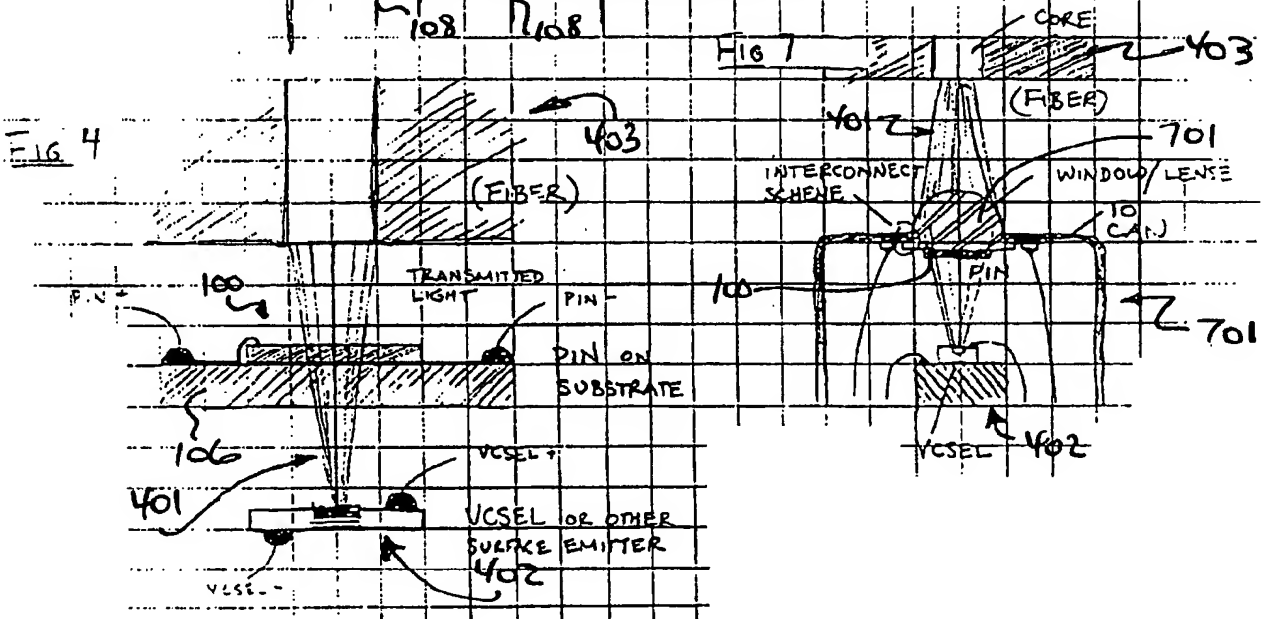 108
108
FIG 4
403
(FIBER)
TRANSMITTED
LIGHT
100
PIN +
PIN -
PIN ON
SUBSTRATE
106
401
VCSEL +
VCSEL OR OTHER
SURFACE EMITTER
402
VCSEL -
FIG 7
CORE
403
(FIBER)
401
701
INTERCONNECT
SCHEME
WINDOW/LENSE
TO
CAN
100
PIN
701
VCSEL
402